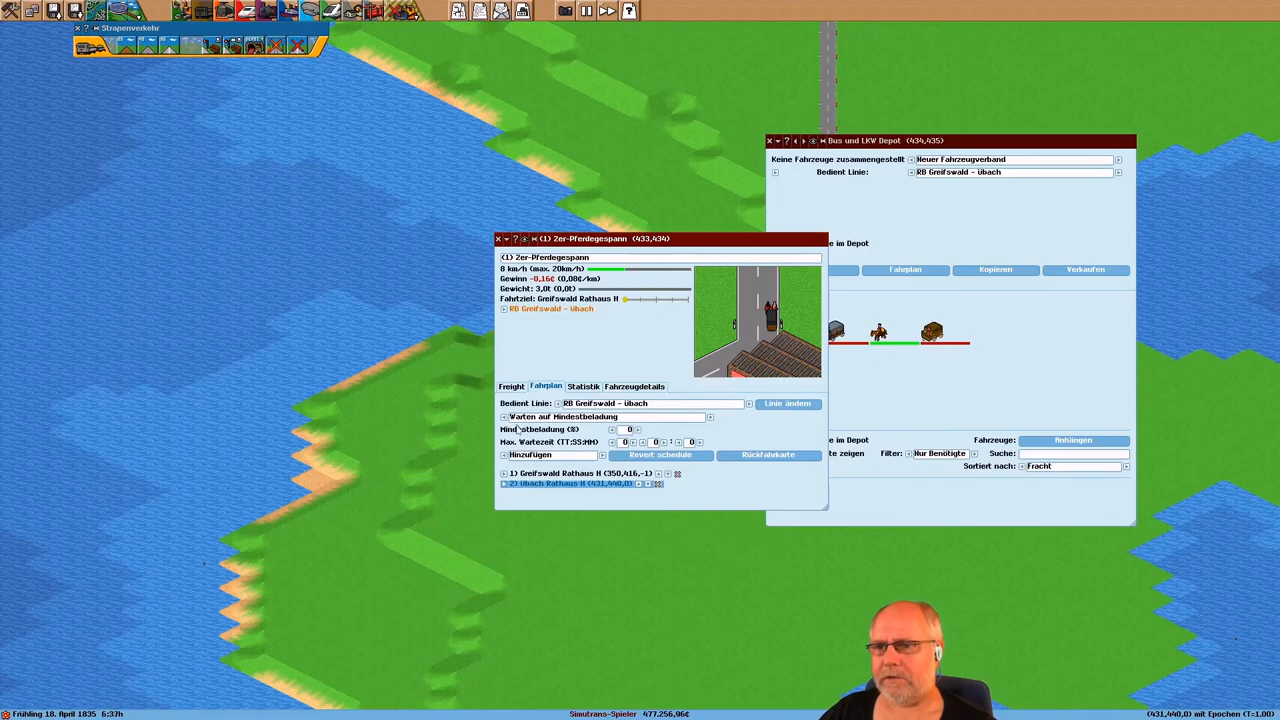 Straßenverkehr
Bus und LKW Depot (434,435)
Keine Fahrzeuge zusammengestellt
Neuer Fahrzeugverband
Bedient Linie:
RB Greifswald - Übach
e im Depot
Fahrplan
Kopieren
Verkaufen
(1) 2er-Pferdegespann (433,434)
(1) 2er-Pferdegespann
8 km/h (max. 20km/h)
Gewinn -0,16¢ (0,08¢/km)
Gewicht: 3,0t (0,0t)
Fahrtziel: Greifswald Rathaus H
RB Greifswald - Übach
Freight
Fahrplan
Statistik
Fahrzeugdetails
Bedient Linie:
RB Greifswald - Übach
Linie ändern
Warten auf Mindestbeladung
Mindestbeladung (%)
0
Max. Wartezeit (TT:SS:MM)
0
0
:
0
Hinzufügen
Revert schedule
Rückfahrkarte
1) Greifswald Rathaus H (350,416,-1)
2) Übach Rathaus H (431,440,0)
e im Depot
Fahrzeuge:
Anhängen
te zeigen
Filter:
Nur Benötigte
Suche:
Sortiert nach:
Fracht
Frühling 18. April 1835 6:37h
Simutrans-Spieler
477.256,96¢
(431,440,0) mit Epochen (T=1.00)